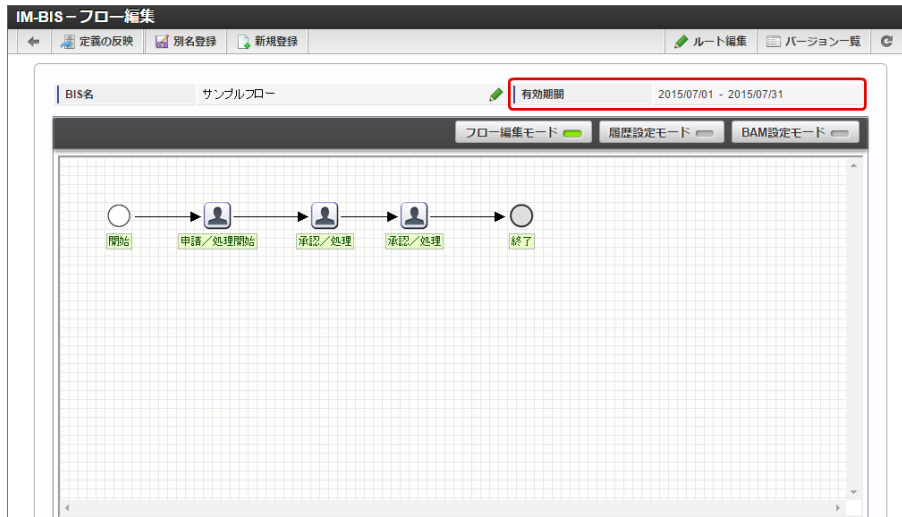 IM-BIS－フロー編集
定義の反映 別名登録 新規登録 ルート編集 バージョン一覧
BIS名 サンプルフロー 有効期間 2015/07/01 - 2015/07/31
フロー編集モード 履歴設定モード BAM設定モード
開始 申請／処理開始 承認／処理 承認／処理 終了